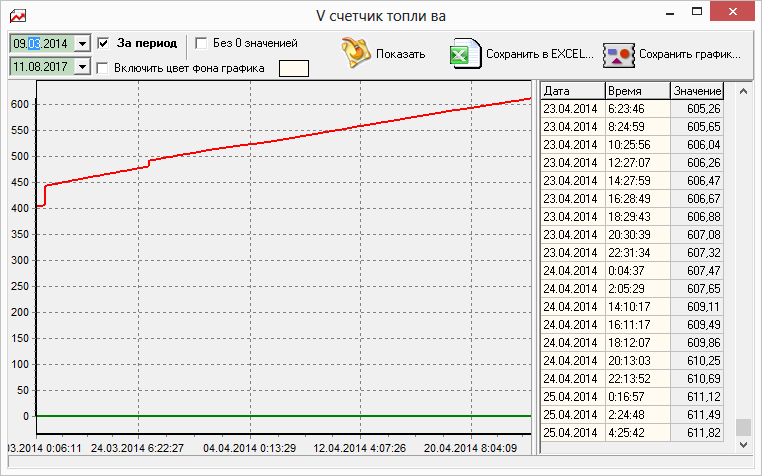 V счетчик топли ва
09.03.2014
За период
Без 0 значений
Показать
Сохранить в EXCEL...
Сохранить график...
11.08.2017
Включить цвет фона графика
600
550
500
450
400
350
300
250
200
150
100
50
0
03.2014 0:06:11 24.03.2014 6:22:27 04.04.2014 0:13:29 12.04.2014 4:07:26 20.04.2014 8:04:09
Дата Время Значение
23.04.2014 6:23:46 605,26
23.04.2014 8:24:59 605,65
23.04.2014 10:25:56 606,04
23.04.2014 12:27:07 606,26
23.04.2014 14:27:59 606,47
23.04.2014 16:28:49 606,67
23.04.2014 18:29:43 606,88
23.04.2014 20:30:39 607,08
23.04.2014 22:31:34 607,32
24.04.2014 0:04:37 607,47
24.04.2014 2:05:29 607,65
24.04.2014 14:10:17 609,11
24.04.2014 16:11:17 609,49
24.04.2014 18:12:07 609,86
24.04.2014 20:13:03 610,25
24.04.2014 22:13:52 610,69
25.04.2014 0:16:57 611,12
25.04.2014 2:24:48 611,49
25.04.2014 4:25:42 611,82